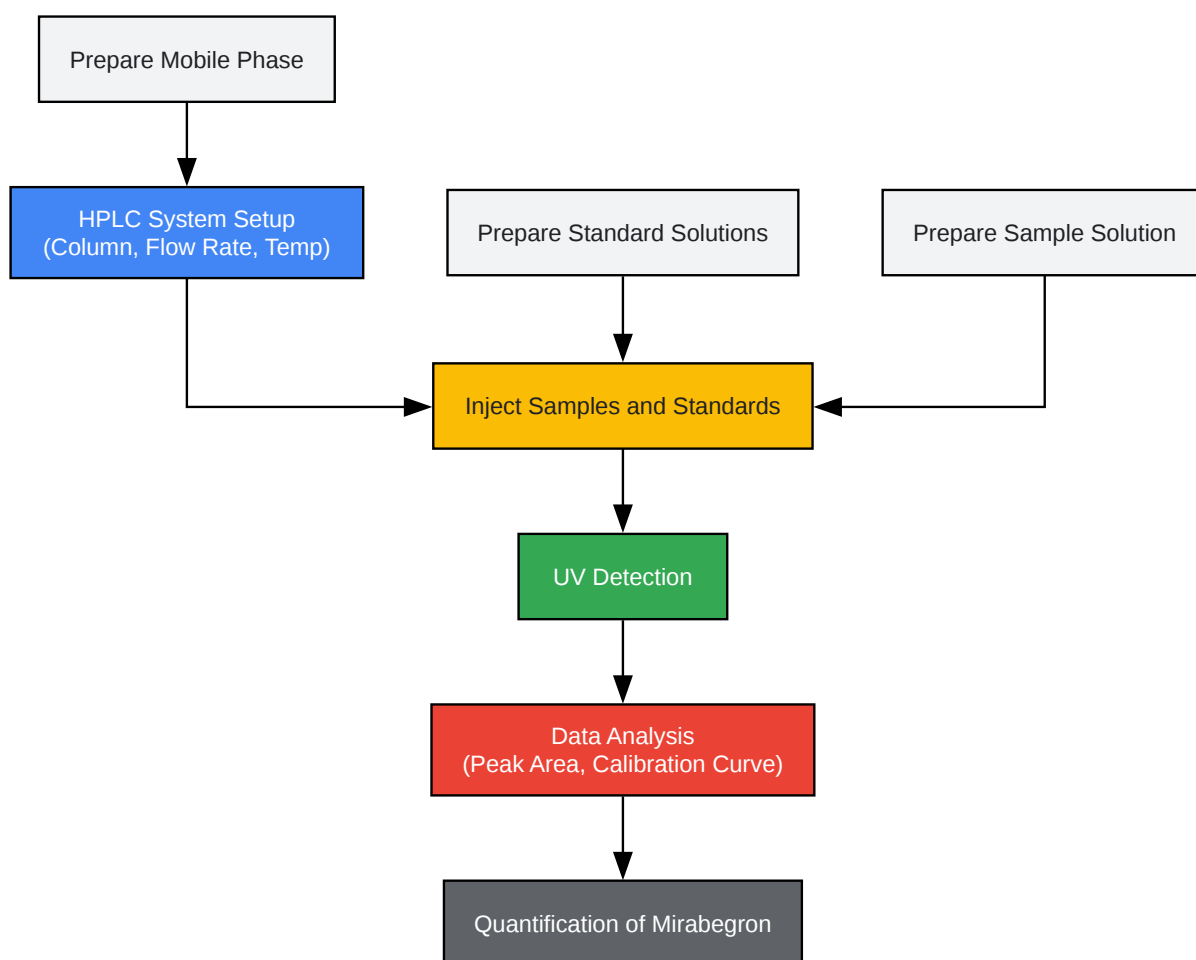 Prepare Mobile Phase
HPLC System Setup
(Column, Flow Rate, Temp)
Prepare Standard Solutions
Prepare Sample Solution
Inject Samples and Standards
UV Detection
Data Analysis
(Peak Area, Calibration Curve)
Quantification of Mirabegron